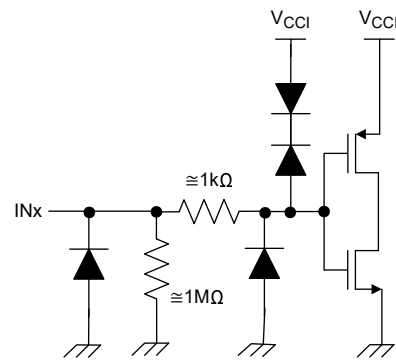 VCCI
VCCI
≅1kΩ
INx
≅1MΩ